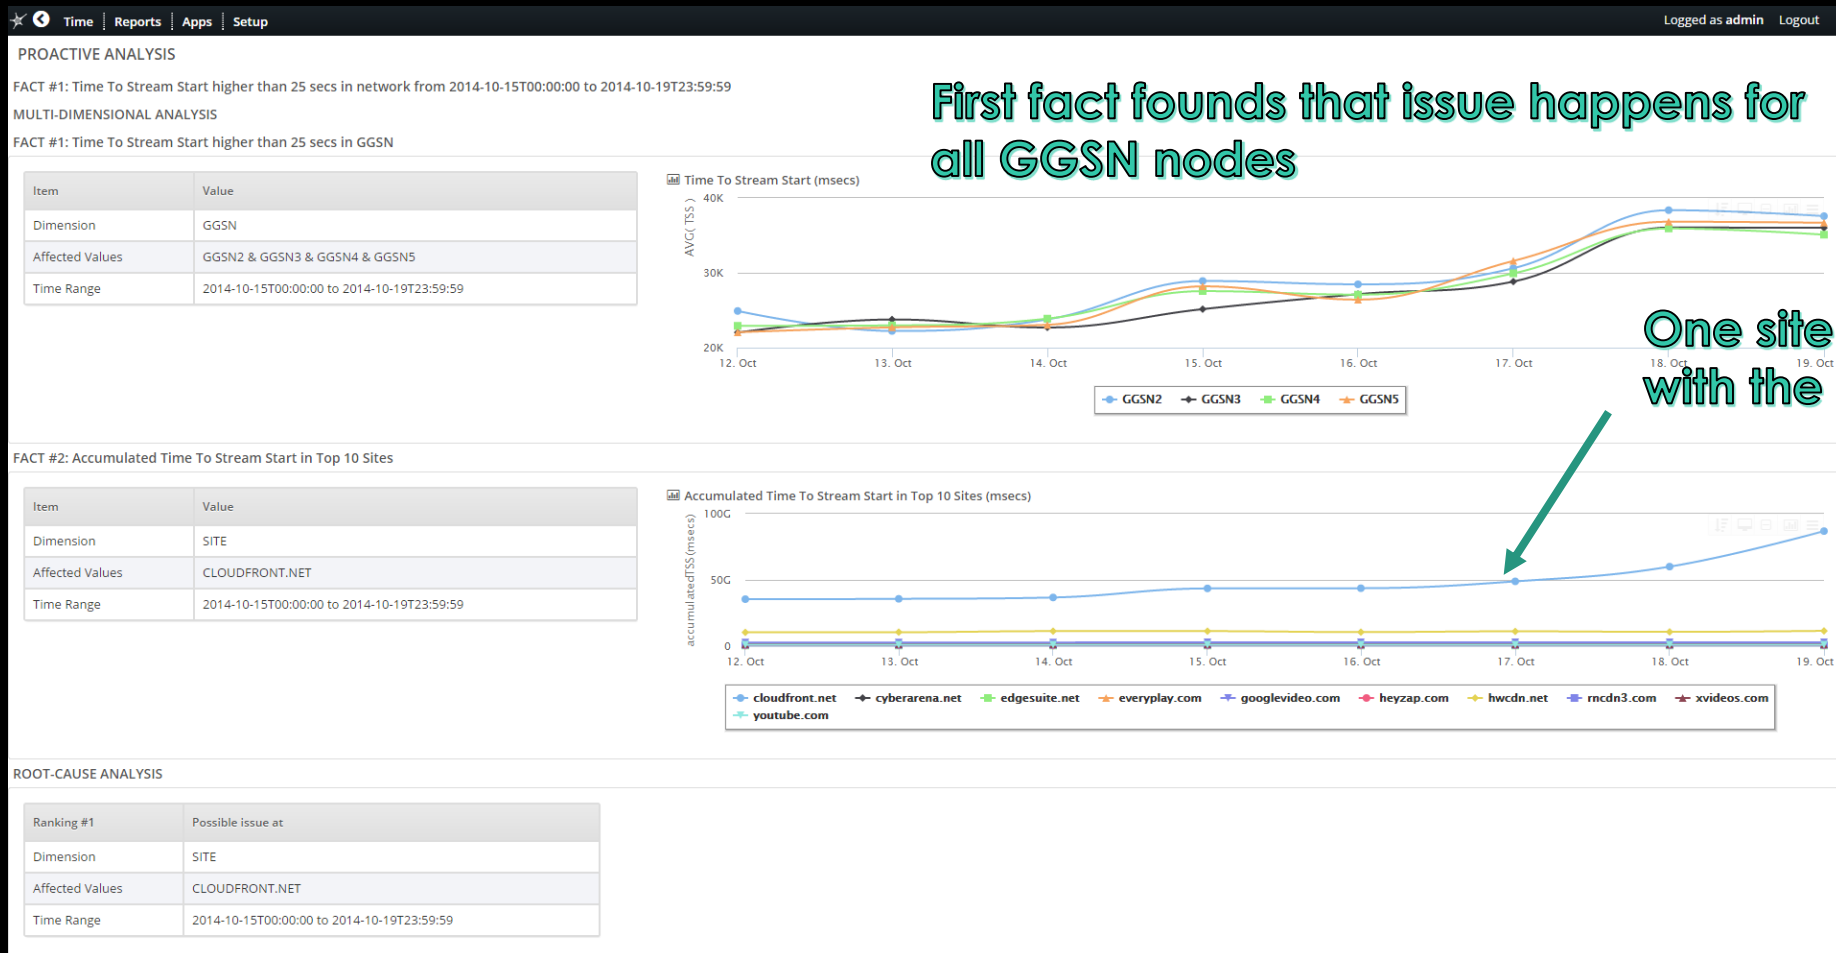 Time Reports Apps Setup Logged as admin Logout
PROACTIVE ANALYSIS
FACT #1: Time To Stream Start higher than 25 secs in network from 2014-10-15T00:00:00 to 2014-10-19T23:59:59
MULTI-DIMENSIONAL ANALYSIS
FACT #1: Time To Stream Start higher than 25 secs in GGSN
First fact founds that issue happens for
all GGSN nodes
Item Value
Dimension GGSN
Affected Values GGSN2 & GGSN3 & GGSN4 & GGSN5
Time Range 2014-10-15T00:00:00 to 2014-10-19T23:59:59
Time To Stream Start (msecs)
AVG( TSS )
40K
30K
20K
12. Oct 13. Oct 14. Oct 15. Oct 16. Oct 17. Oct 18. Oct 19. Oct
GGSN2 GGSN3 GGSN4 GGSN5
One site
with the
FACT #2: Accumulated Time To Stream Start in Top 10 Sites
Item Value
Dimension SITE
Affected Values CLOUDFRONT.NET
Time Range 2014-10-15T00:00:00 to 2014-10-19T23:59:59
Accumulated Time To Stream Start in Top 10 Sites (msecs)
accumulatedTSS(msecs)
100G
50G
0
12. Oct 13. Oct 14. Oct 15. Oct 16. Oct 17. Oct 18. Oct 19. Oct
cloudfront.net cyberarena.net edgesuite.net everyplay.com googlevideo.com heyzap.com hwcdn.net rncdn3.com xvideos.com
youtube.com
ROOT-CAUSE ANALYSIS
Ranking #1 Possible issue at
Dimension SITE
Affected Values CLOUDFRONT.NET
Time Range 2014-10-15T00:00:00 to 2014-10-19T23:59:59